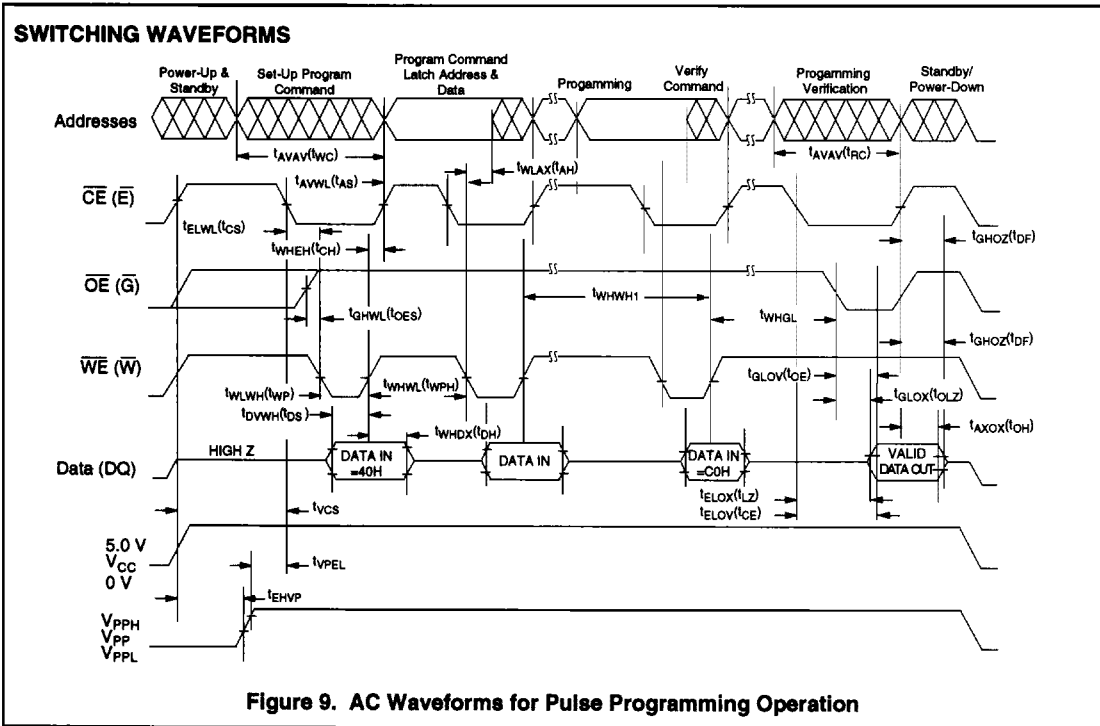 SWITCHING WAVEFORMS
Power-Up &
Standby
Set-Up Program
Command
Program Command
Latch Address &
Data
Progamming
Verify
Command
Progamming
Verification
Standby/
Power-Down
Addresses
tAVAV(tWC)
tWLAX(tAH)
tAVAV(tRC)
tAVWL(tAS)
CE (E)
tELWL(tCS)
tWHEH(tCH)
tGHOZ(tDF)
OE (G)
tWHWH1
tGHWL(tOES)
tWHGL
tGHOZ(tDF)
WE (W)
tWLWH(tWP)
tWHWL(tWPH)
tGLOV(tOE)
tGLOX(tOLZ)
tDVWH(tDS)
tWHDX(tDH)
tAXOX(tOH)
Data (DQ)
HIGH Z
DATA IN
=40H
DATA IN
DATA IN
=C0H
VALID
DATA OUT
tELOX(tLZ)
tVCS
tELOV(tCE)
5.0 V
VCC
0 V
tVPEL
tEHVP
VPPH
VPP
VPPL
Figure 9. AC Waveforms for Pulse Programming Operation